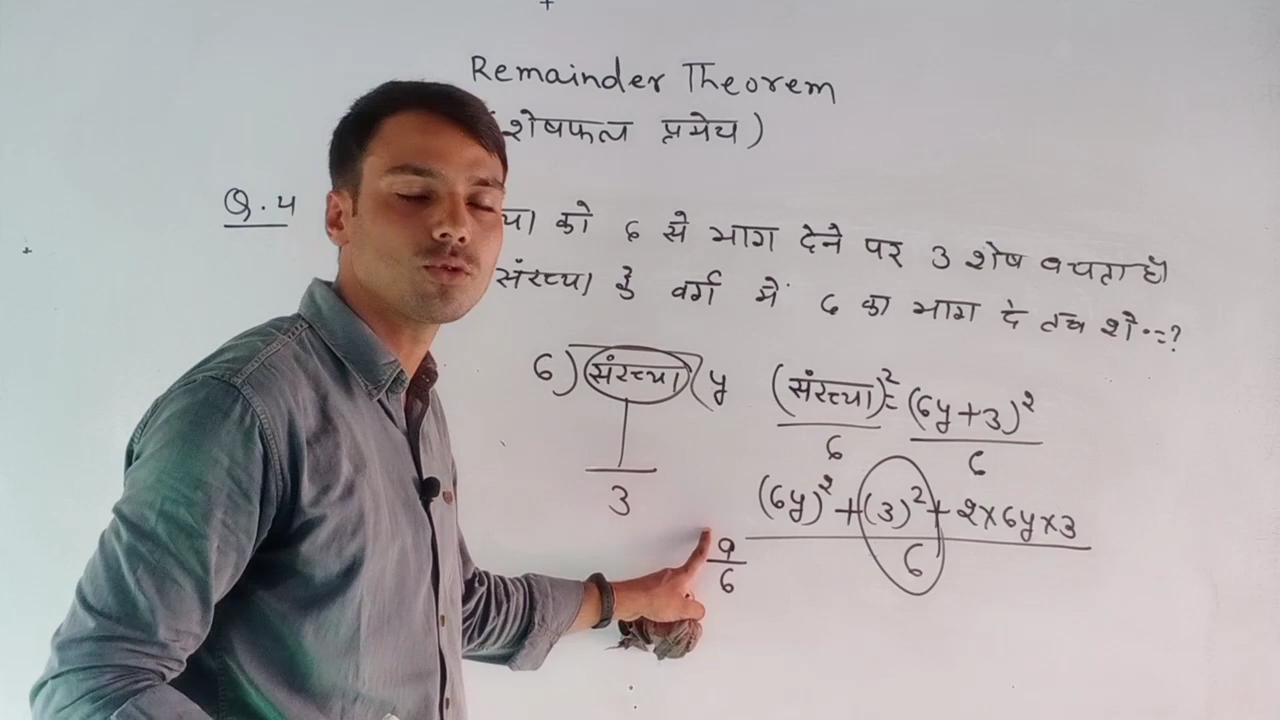 Remainder Theorem
(शेषफल प्रमेय)
Q.4 को 6 से भाग देने पर 3 शेष बचता है।
संख्या के वर्ग में 6 का भाग दे तब शे॰=?
6)संख्या(y
3
(संख्या)²/6 = (6y+3)²/6
(6y)²+(3)²+2×6y×3
6
9/6